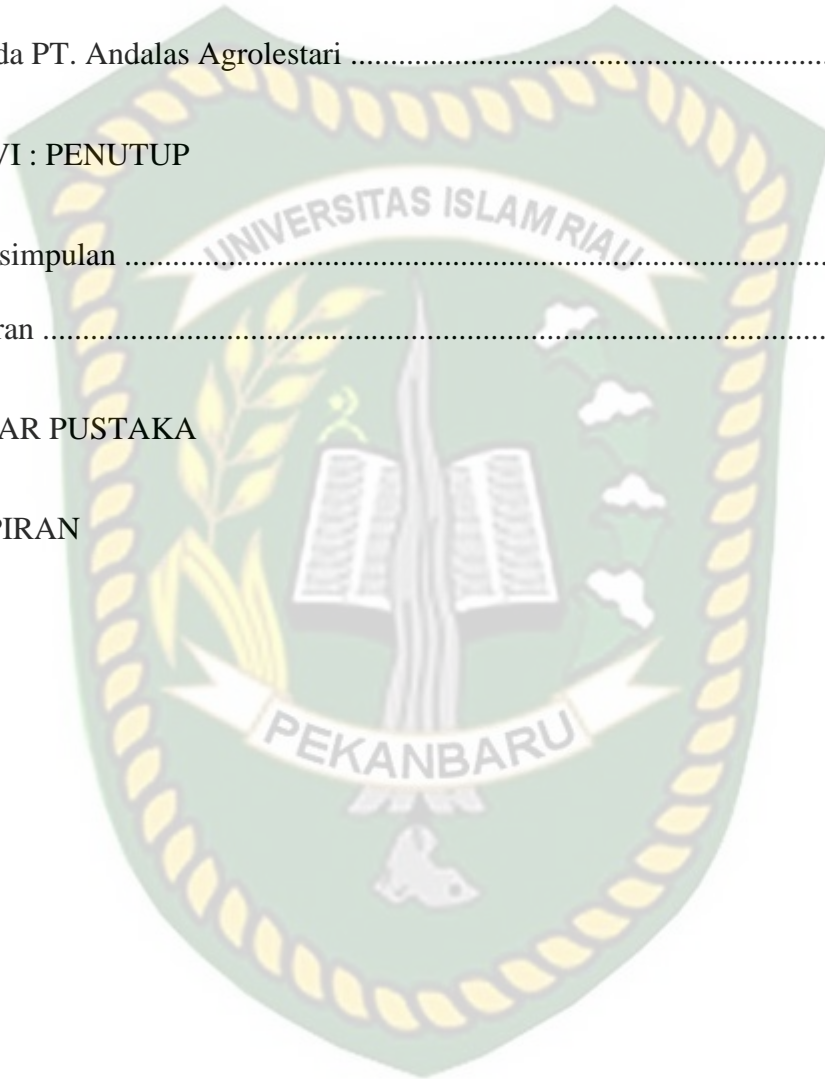 da PT. Andalas Agrolestari ............................................................
VI : PENUTUP
UNIVERSITAS ISLAM RIAU
simpulan ........................................................................................
ran ...................................................................................................
AR PUSTAKA
PIRAN
PEKANBARU